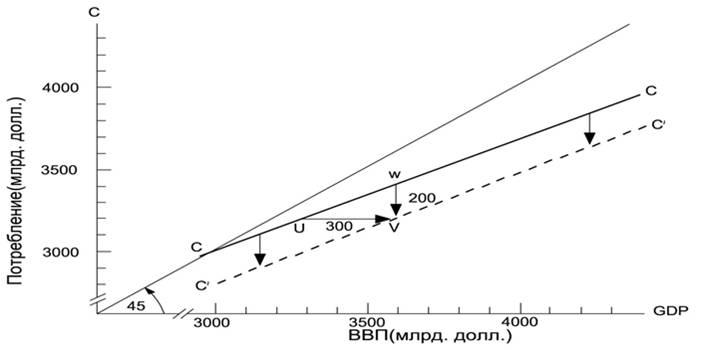 C
4000
C
C'
Потребление(млрд. долл.)
3500
w
200
U
300
V
3000
C
C'
45
GDP
3000
3500
4000
ВВП(млрд. долл.)